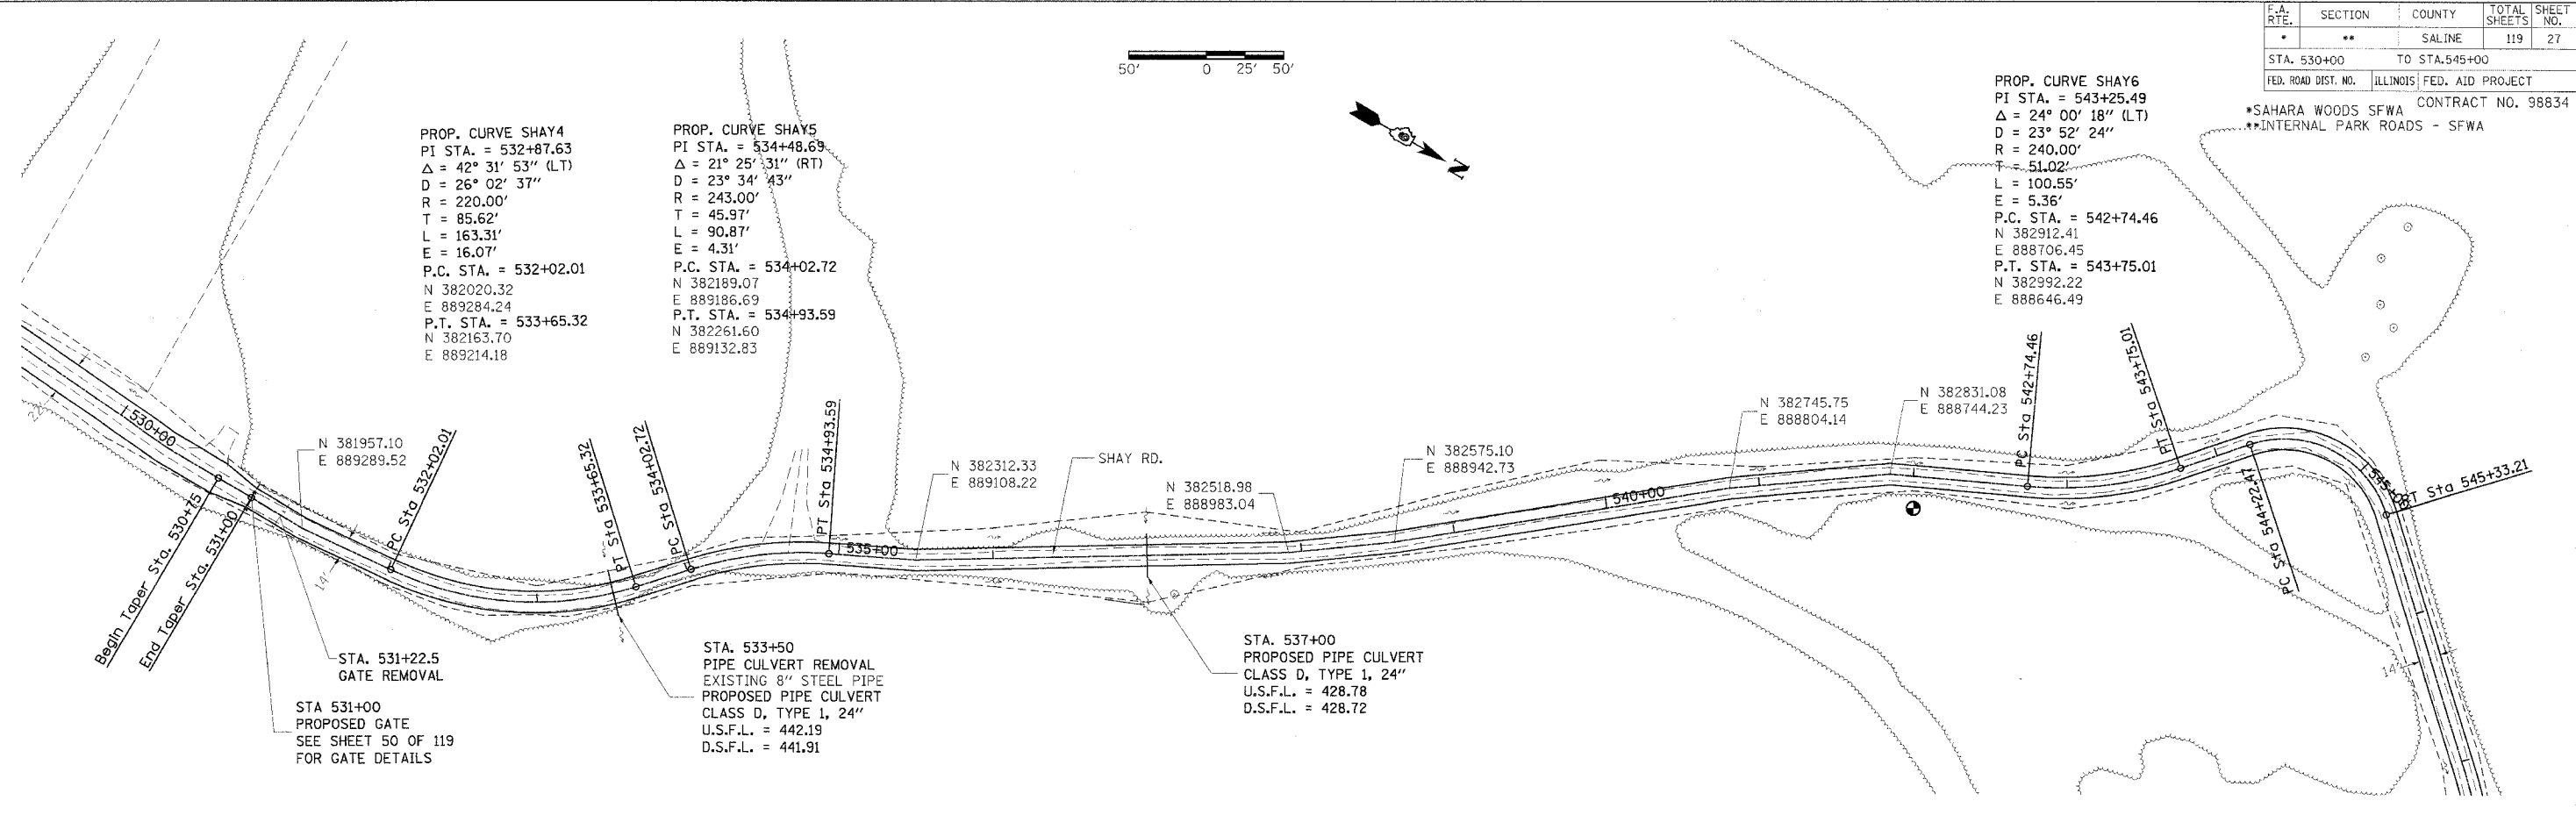 F.A. RTE. SECTION COUNTY TOTAL SHEETS SHEET NO.
* ** SALINE 119 27
STA. 530+00 TO STA.545+00
FED. ROAD DIST. NO. ILLINOIS FED. AID PROJECT
CONTRACT NO. 98834
*SAHARA WOODS SFWA
**INTERNAL PARK ROADS - SFWA
50' 0 25' 50'
N
PROP. CURVE SHAY4
PI STA. = 532+87.63
Δ = 42° 31' 53" (LT)
D = 26° 02' 37"
R = 220.00'
T = 85.62'
L = 163.31'
E = 16.07'
P.C. STA. = 532+02.01
N 382020.32
E 889284.24
P.T. STA. = 533+65.32
N 382163.70
E 889214.18
PROP. CURVE SHAY5
PI STA. = 534+48.69
Δ = 21° 25' 31" (RT)
D = 23° 34' 43"
R = 243.00'
T = 45.97'
L = 90.87'
E = 4.31'
P.C. STA. = 534+02.72
N 382189.07
E 889186.69
P.T. STA. = 534+93.59
N 382261.60
E 889132.83
PROP. CURVE SHAY6
PI STA. = 543+25.49
Δ = 24° 00' 18" (LT)
D = 23° 52' 24"
R = 240.00'
T = 51.02'
L = 100.55'
E = 5.36'
P.C. STA. = 542+74.46
N 382912.41
E 888706.45
P.T. STA. = 543+75.01
N 382992.22
E 888646.49
22'
530+00
Begin Taper Sta. 530+75
End Taper Sta. 531+00
N 381957.10
E 889289.52
14'
PC Sta 532+02.01
PT Sta 533+65.32
PC Sta 534+02.72
PT Sta 534+93.59
535+00
N 382312.33
E 889108.22
SHAY RD.
N 382518.98
E 888983.04
N 382575.10
E 888942.73
540+00
N 382745.75
E 888804.14
N 382831.08
E 888744.23
PC Sta 542+74.46
PT Sta 543+75.01
PC Sta 544+22.47
545+00
PT Sta 545+33.21
14'
STA. 531+22.5
GATE REMOVAL
STA 531+00
PROPOSED GATE
SEE SHEET 50 OF 119
FOR GATE DETAILS
STA. 533+50
PIPE CULVERT REMOVAL
EXISTING 8" STEEL PIPE
PROPOSED PIPE CULVERT
CLASS D, TYPE 1, 24"
U.S.F.L. = 442.19
D.S.F.L. = 441.91
STA. 537+00
PROPOSED PIPE CULVERT
CLASS D, TYPE 1, 24"
U.S.F.L. = 428.78
D.S.F.L. = 428.72